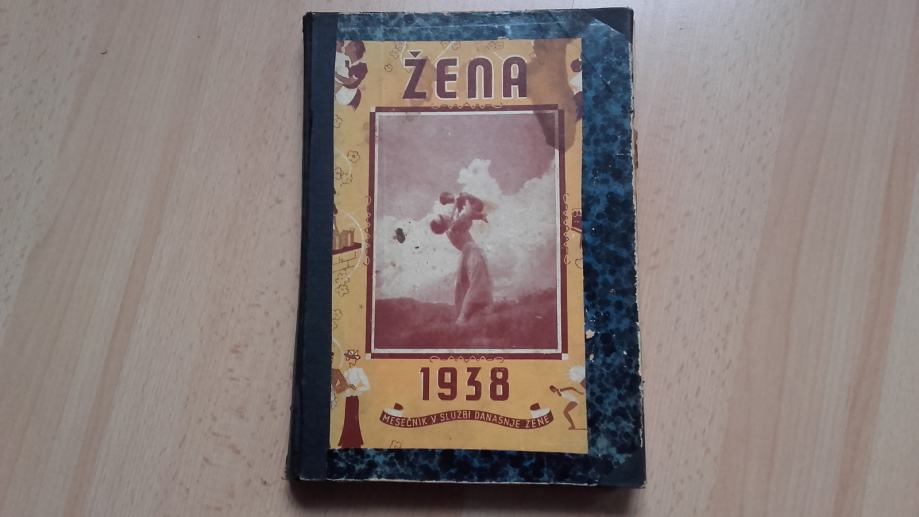 ŽENA
1938
MESEČNIK V SLUŽBI DANAŠNJE ŽENE